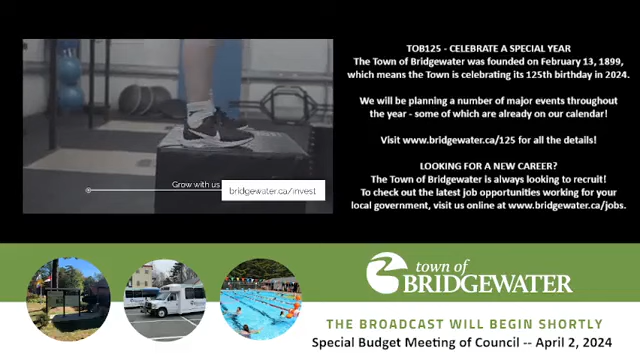 TOB125 - CELEBRATE A SPECIAL YEAR
The Town of Bridgewater was founded on February 13, 1899,
which means the Town is celebrating its 125th birthday in 2024.
We will be planning a number of major events throughout
the year - some of which are already on our calendar!
Visit www.bridgewater.ca/125 for all the details!
LOOKING FOR A NEW CAREER?
The Town of Bridgewater is always looking to recruit!
To check out the latest job opportunities working for your
local government, visit us online at www.bridgewater.ca/jobs.
Grow with us
bridgewater.ca/invest
town of
BRIDGEWATER
THE BROADCAST WILL BEGIN SHORTLY
Special Budget Meeting of Council -- April 2, 2024